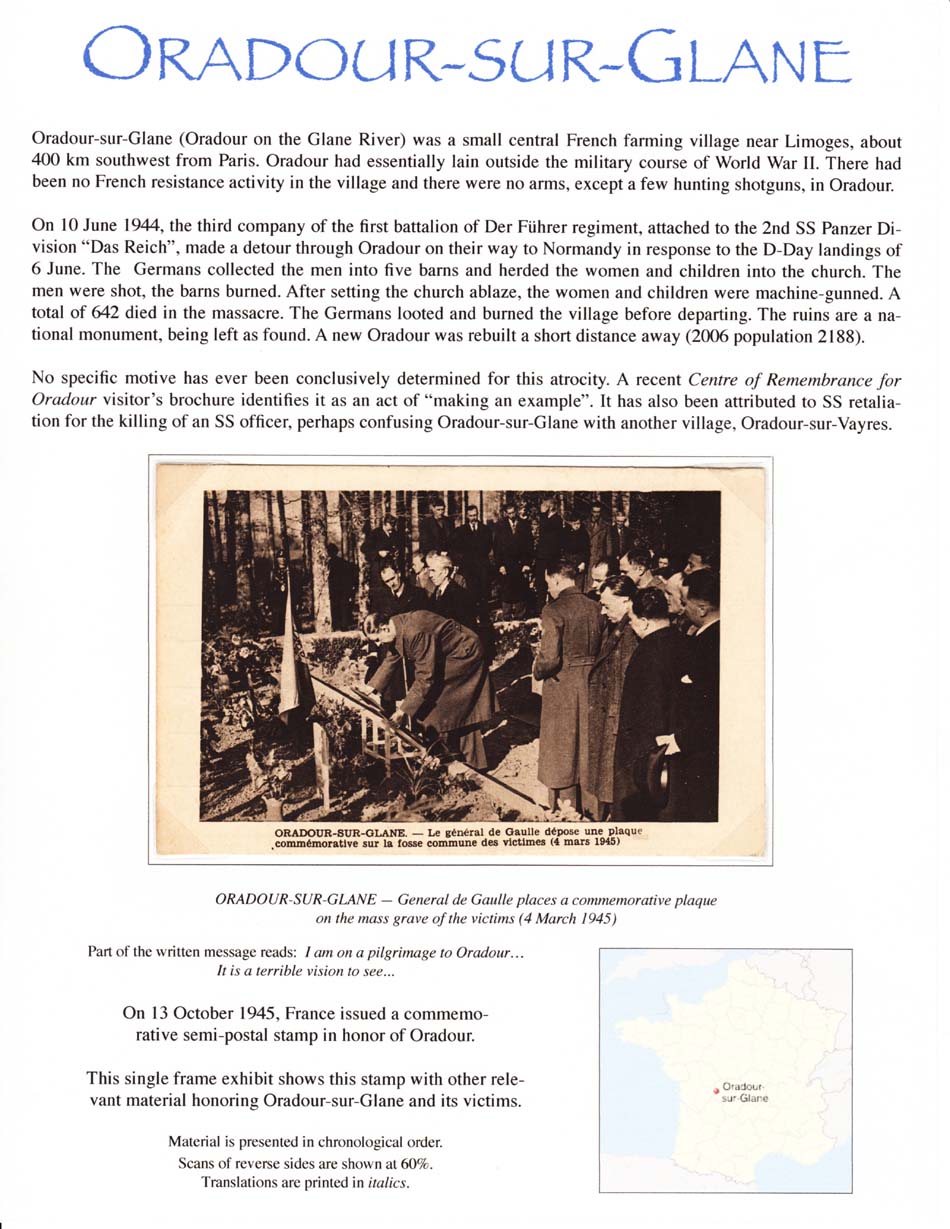 ORADOUR-SUR-GLANE
Oradour-sur-Glane (Oradour on the Glane River) was a small central French farming village near Limoges, about
400 km southwest from Paris. Oradour had essentially lain outside the military course of World War II. There had
been no French resistance activity in the village and there were no arms, except a few hunting shotguns, in Oradour.
On 10 June 1944, the third company of the first battalion of Der Führer regiment, attached to the 2nd SS Panzer Di-
vision “Das Reich”, made a detour through Oradour on their way to Normandy in response to the D-Day landings of
6 June. The Germans collected the men into five barns and herded the women and children into the church. The
men were shot, the barns burned. After setting the church ablaze, the women and children were machine-gunned. A
total of 642 died in the massacre. The Germans looted and burned the village before departing. The ruins are a na-
tional monument, being left as found. A new Oradour was rebuilt a short distance away (2006 population 2188).
No specific motive has ever been conclusively determined for this atrocity. A recent Centre of Remembrance for
Oradour visitor’s brochure identifies it as an act of “making an example”. It has also been attributed to SS retalia-
tion for the killing of an SS officer, perhaps confusing Oradour-sur-Glane with another village, Oradour-sur-Vayres.
ORADOUR-SUR-GLANE. — Le général de Gaulle dépose une plaque
commémorative sur la fosse commune des victimes (4 mars 1945)
ORADOUR-SUR-GLANE — General de Gaulle places a commemorative plaque
on the mass grave of the victims (4 March 1945)
Part of the written message reads: I am on a pilgrimage to Oradour...
It is a terrible vision to see...
On 13 October 1945, France issued a commemo-
rative semi-postal stamp in honor of Oradour.
This single frame exhibit shows this stamp with other rele-
vant material honoring Oradour-sur-Glane and its victims.
Material is presented in chronological order.
Scans of reverse sides are shown at 60%.
Translations are printed in italics.
Oradour-
sur-Glane